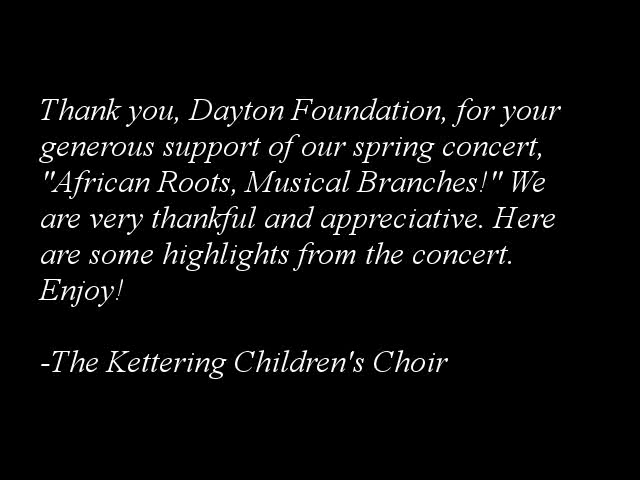 Thank you, Dayton Foundation, for your
generous support of our spring concert,
"African Roots, Musical Branches!" We
are very thankful and appreciative. Here
are some highlights from the concert.
Enjoy!
-The Kettering Children's Choir